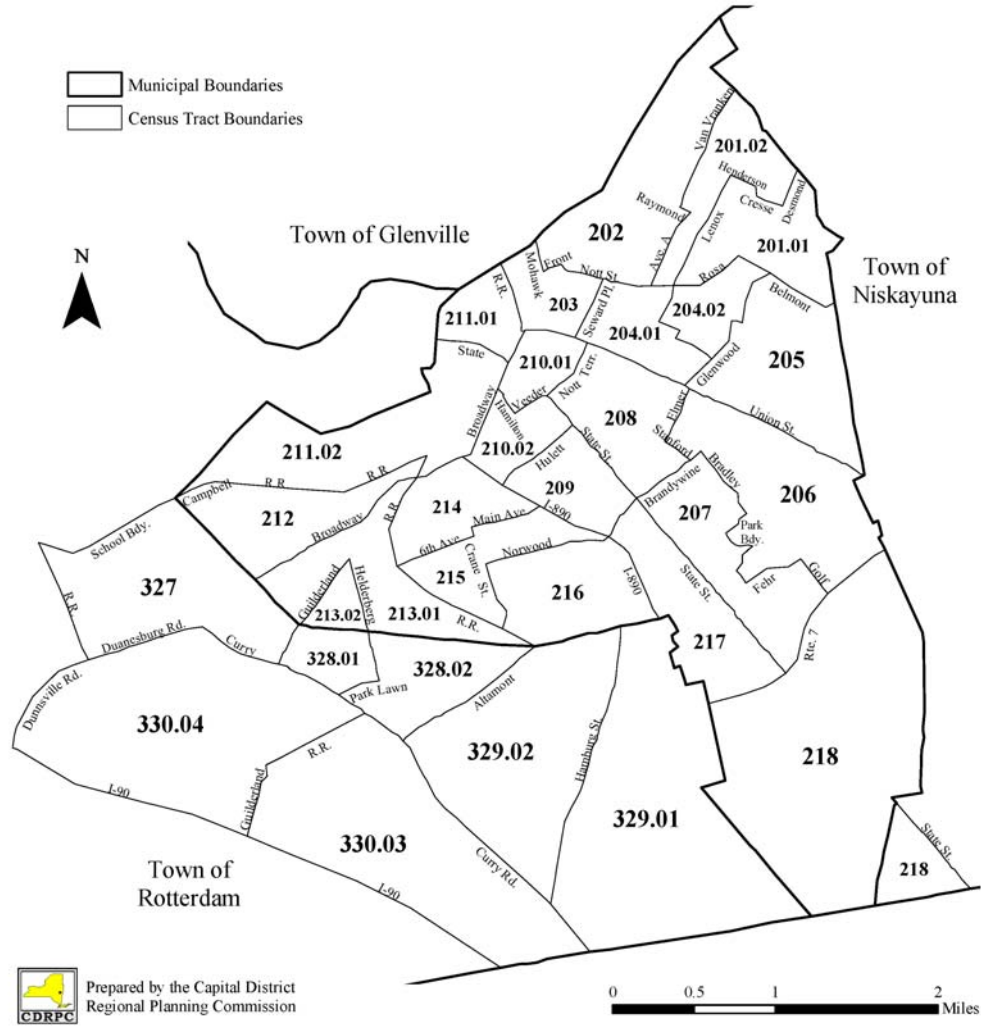 Municipal Boundaries
Census Tract Boundaries
N
Town of Glenville
Town of
Niskayuna
Van Vranken
201.02
Henderson
Cresse
Desmond
Raymond
Lenox
202
Ave. A
201.01
Mohawk
Front
Nott St.
Rosa
Belmont
R.R.
203
Seward Pl.
204.02
211.01
204.01
State
210.01
Glenwood
205
Veeder
Nott Terr.
Broadway
Hamilton
208
Elmer
Union St.
211.02
210.02
Hulett
State St.
Stanford
Bradley
R.R.
R.R.
Campbell
209
Brandywine
206
212
Broadway
R.R.
214
I-890
207
School Bdy.
Main Ave
6th Ave
Park
Bdy.
Norwood
327
Guilderland
Helderberg
215
Crane St.
216
I-890
State St.
Fehr
Golf
R.R.
213.02
213.01
R.R.
Duanesburg Rd.
Curry
217
Rte. 7
328.01
328.02
Park Lawn
Altamont
Dunnsville Rd.
330.04
329.02
Hamburg St.
218
R.R.
I-90
Guilderland
329.01
330.03
Curry Rd.
State St.
218
I-90
Town of
Rotterdam
CDRPC
Prepared by the Capital District
Regional Planning Commission
0 0.5 1 2
Miles